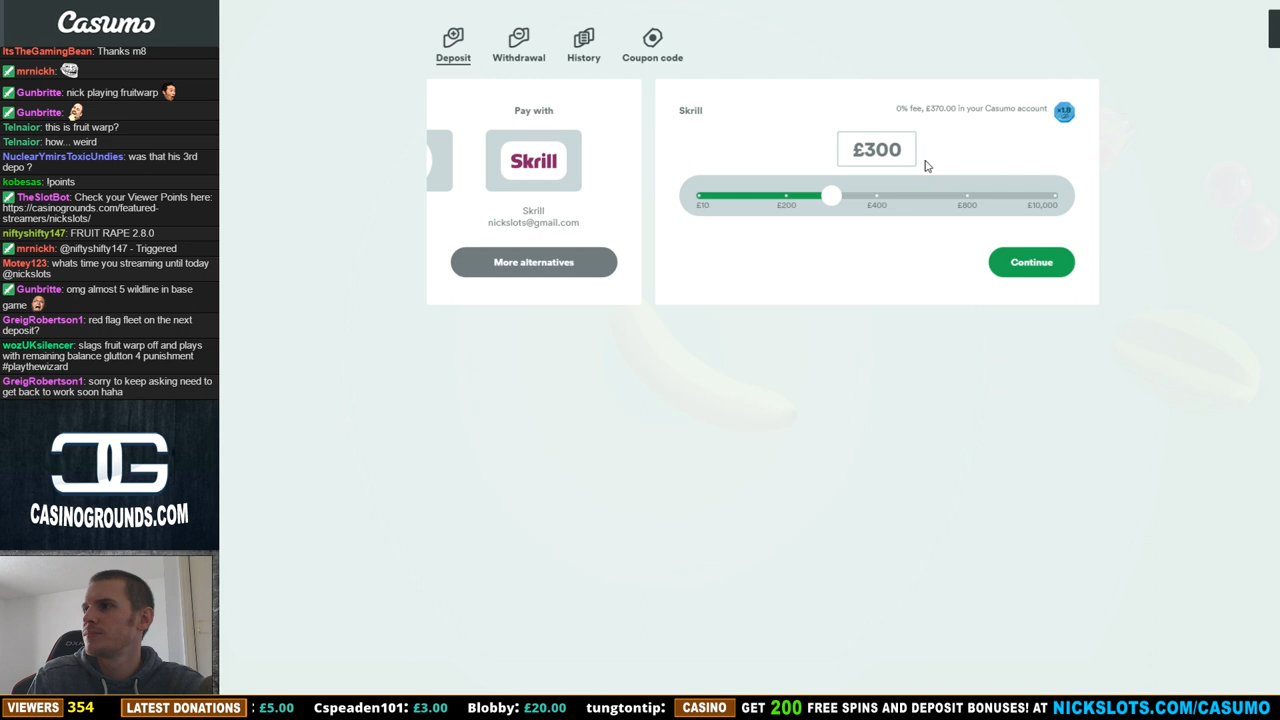 Casumo
ItsTheGamingBean: Thanks m8
mrnickh:
Gunbritte: nick playing fruitwarp
Gunbritte:
Telnaior: this is fruit warp?
Telnaior: how... weird
NuclearYmirsToxicUndies: was that his 3rd
depo ?
kobesas: !points
TheSlotBot: Check your Viewer Points here:
https://casinogrounds.com/featured-
streamers/nickslots/
niftyshifty147: FRUIT RAPE 2.8.0
mrnickh: @niftyshifty147 - Triggered
Motey123: whats time you streaming until today
@nickslots
Gunbritte: omg almost 5 wildline in base
game
GreigRobertson1: red flag fleet on the next
deposit?
wozUKsilencer: slags fruit warp off and plays
with remaining balance glutton 4 punishment
#playthewizard
GreigRobertson1: sorry to keep asking need to
get back to work soon haha
CASINOGROUNDS.COM
Deposit
Withdrawal
History
Coupon code
Pay with
Skrill
Skrill
nickslots@gmail.com
More alternatives
Skrill
0% fee, £370.00 in your Casumo account
£300
£10 £200 £400 £800 £10,000
Continue
VIEWERS 354 LATEST DONATIONS : £5.00 Cspeaden101: £3.00 Blobby: £20.00 tungtontip: CASINO GET 200 FREE SPINS AND DEPOSIT BONUSES! AT NICKSLOTS.COM/CASUMO